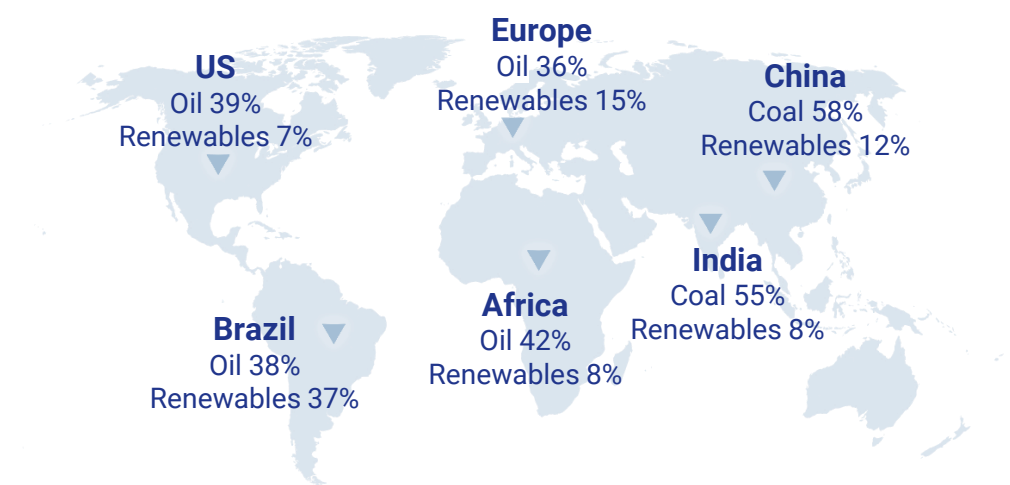 Europe
Oil 36%
Renewables 15%
US
Oil 39%
Renewables 7%
China
Coal 58%
Renewables 12%
India
Coal 55%
Renewables 8%
Africa
Oil 42%
Renewables 8%
Brazil
Oil 38%
Renewables 37%